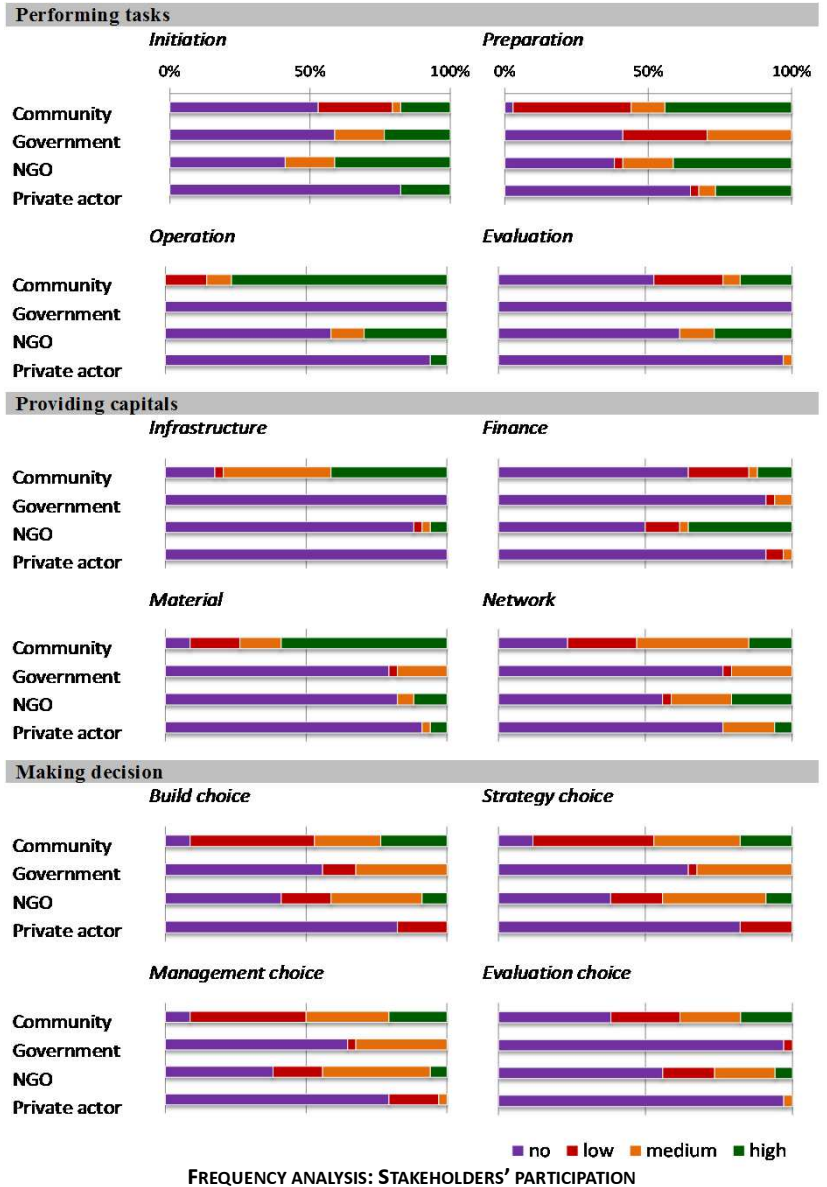 Performing tasks
Initiation Preparation
0% 50% 100% 0% 50% 100%
Community
Government
NGO
Private actor
Operation Evaluation
Community
Government
NGO
Private actor
Providing capitals
Infrastructure Finance
Community
Government
NGO
Private actor
Material Network
Community
Government
NGO
Private actor
Making decision
Build choice Strategy choice
Community
Government
NGO
Private actor
Management choice Evaluation choice
Community
Government
NGO
Private actor
no low medium high
FREQUENCY ANALYSIS: STAKEHOLDERS' PARTICIPATION